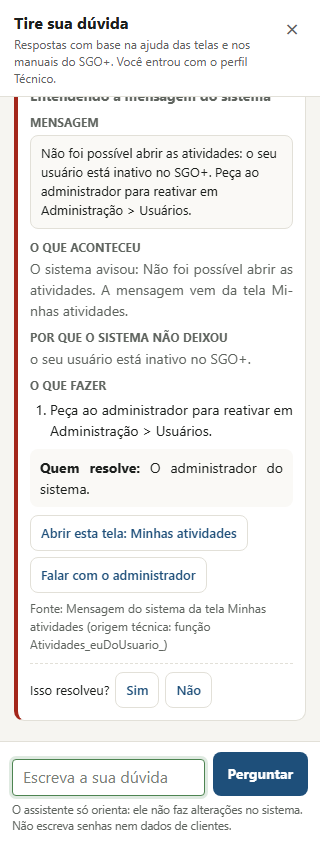 Tire sua dúvida
Respostas com base na ajuda das telas e nos
manuais do SGO+. Você entrou com o perfil
Técnico.
Entendendo a mensagem do sistema
MENSAGEM
Não foi possível abrir as atividades: o seu
usuário está inativo no SGO+. Peça ao
administrador para reativar em
Administração > Usuários.
O QUE ACONTECEU
O sistema avisou: Não foi possível abrir as
atividades. A mensagem vem da tela Mi-
nhas atividades.
POR QUE O SISTEMA NÃO DEIXOU
o seu usuário está inativo no SGO+.
O QUE FAZER
1. Peça ao administrador para reativar em
Administração > Usuários.
Quem resolve: O administrador do
sistema.
Abrir esta tela: Minhas atividades
Falar com o administrador
Fonte: Mensagem do sistema da tela Minhas
atividades (origem técnica: função
Atividades_euDoUsuario_)
Isso resolveu? Sim Não
Escreva a sua dúvida Perguntar
O assistente só orienta: ele não faz alterações no sistema.
Não escreva senhas nem dados de clientes.